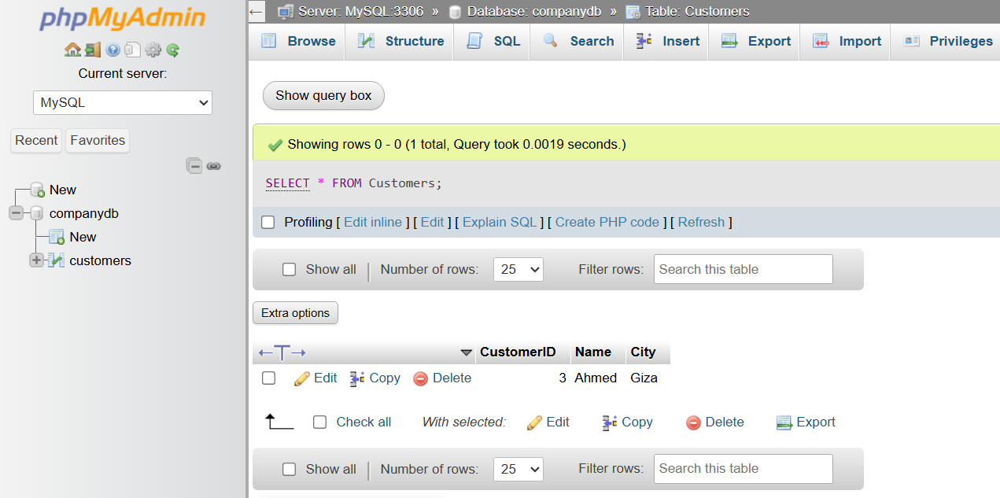 phpMyAdmin
Current server:
MySQL
Recent Favorites
New
companydb
New
customers
Server: MySQL:3306 » Database: companydb » Table: Customers
Browse Structure SQL Search Insert Export Import Privileges
Show query box
Showing rows 0 - 0 (1 total, Query took 0.0019 seconds.)
SELECT * FROM Customers;
Profiling [ Edit inline ] [ Edit ] [ Explain SQL ] [ Create PHP code ] [ Refresh ]
Show all | Number of rows: 25 Filter rows: Search this table
Extra options
CustomerID Name City
Edit Copy Delete 3 Ahmed Giza
Check all With selected: Edit Copy Delete Export
Show all | Number of rows: 25 Filter rows: Search this table